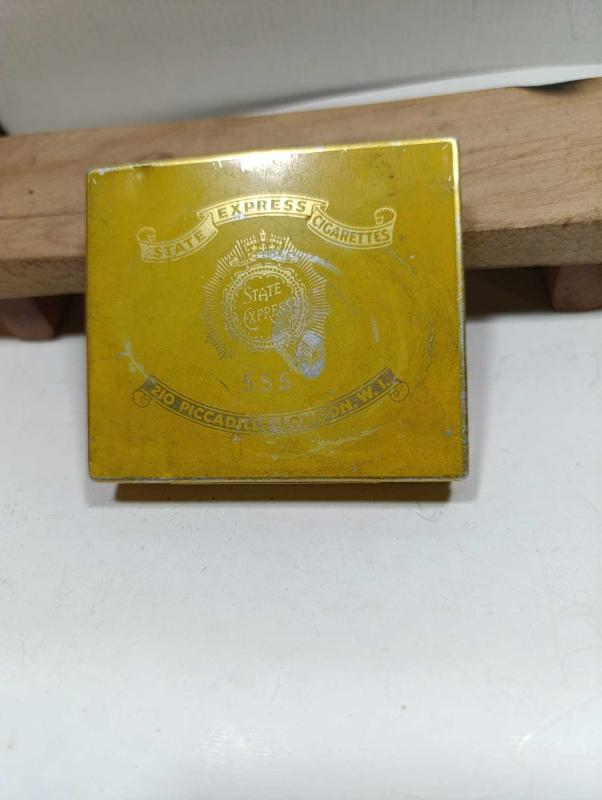 STATE EXPRESS CIGARETTES
STATE
EXPRESS
555
210 PICCADILLY LONDON. W. 1.